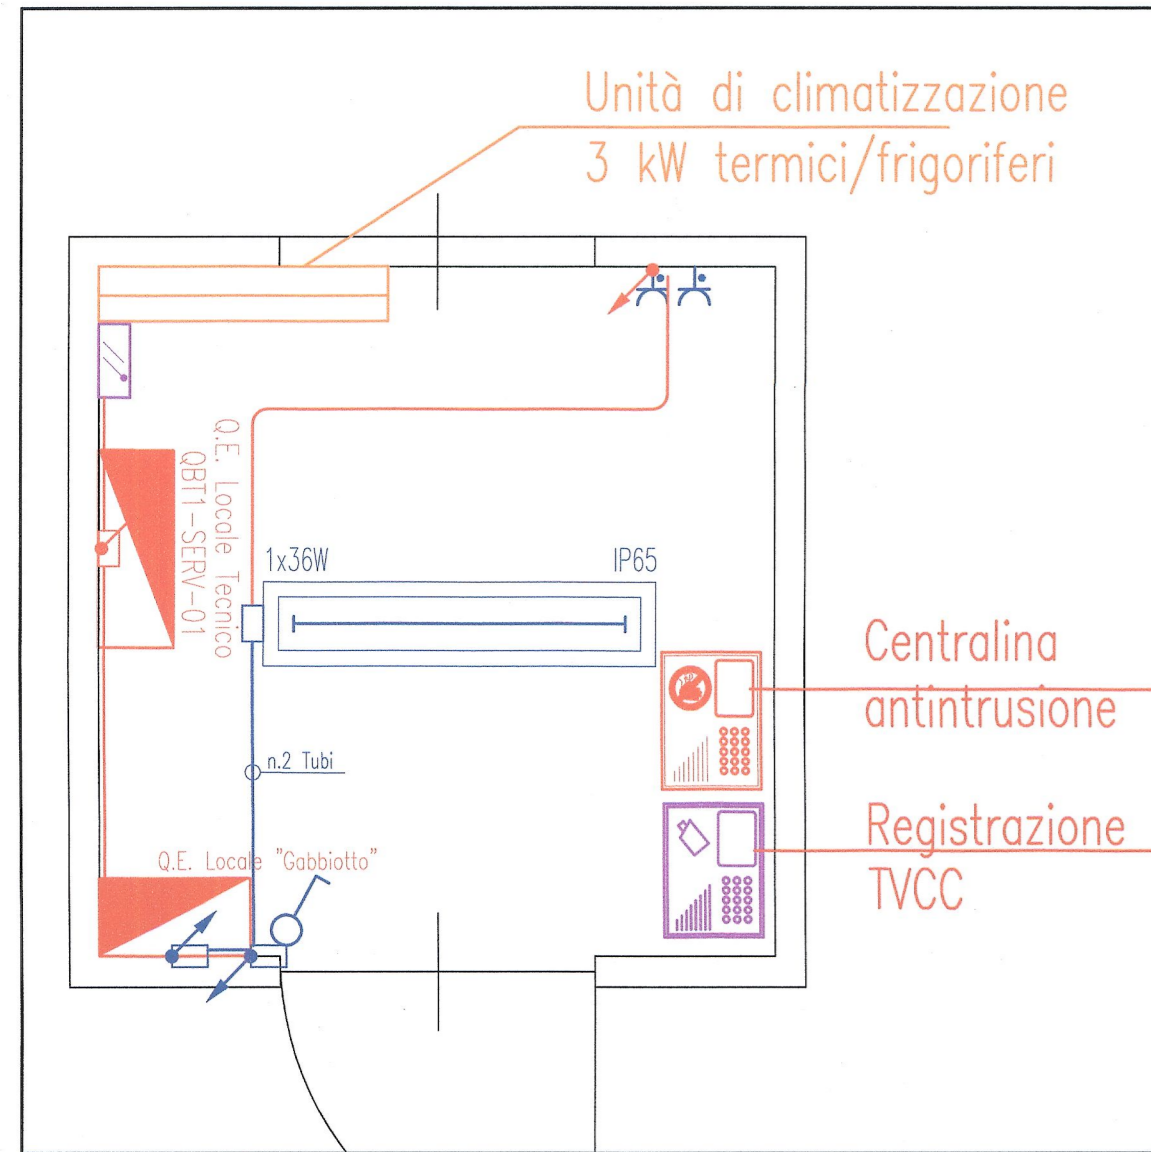 Unità di climatizzazione
3 kW termici/frigoriferi
Q.E. Locale Tecnico
QBT1-SERV-01
1x36W
IP65
Centralina
antintrusione
n.2 Tubi
Registrazione
TVCC
Q.E. Locale "Gabbiotto"